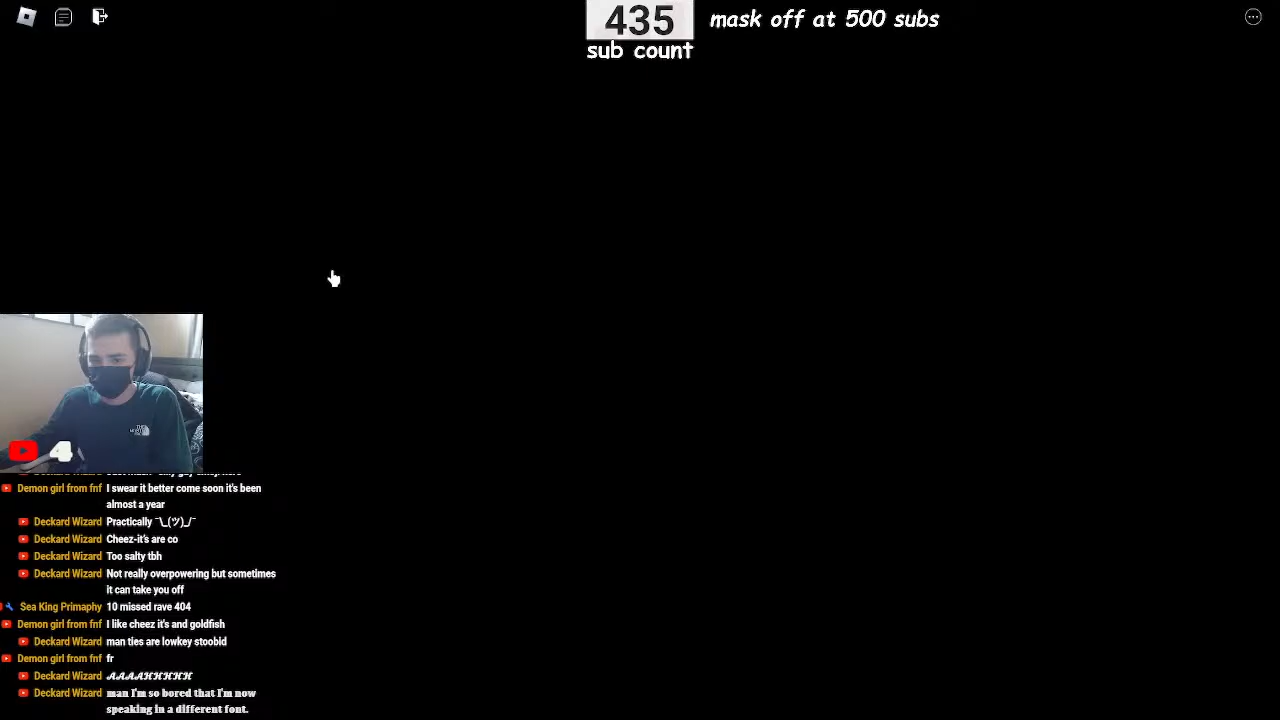 435
mask off at 500 subs
sub count
4
Demon girl from fnf I swear it better come soon it's been
almost a year
Deckard Wizard Practically ¯\_(ツ)_/¯
Deckard Wizard Cheez-it's are co
Deckard Wizard Too salty tbh
Deckard Wizard Not really overpowering but sometimes
it can take you off
Sea King Primaphy 10 missed rave 404
Demon girl from fnf I like cheez it's and goldfish
Deckard Wizard man ties are lowkey stoobid
Demon girl from fnf fr
Deckard Wizard 𝓐𝓐𝓐𝓐𝓗𝓗𝓗𝓗𝓗
Deckard Wizard man I'm so bored that I'm now
speaking in a different font.